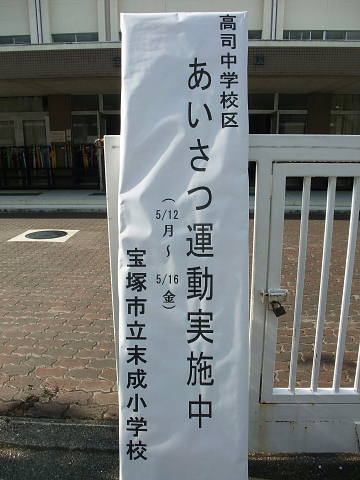 高司中学校区
あいさつ運動実施中
(5/12月～5/16金)
宝塚市立末成小学校